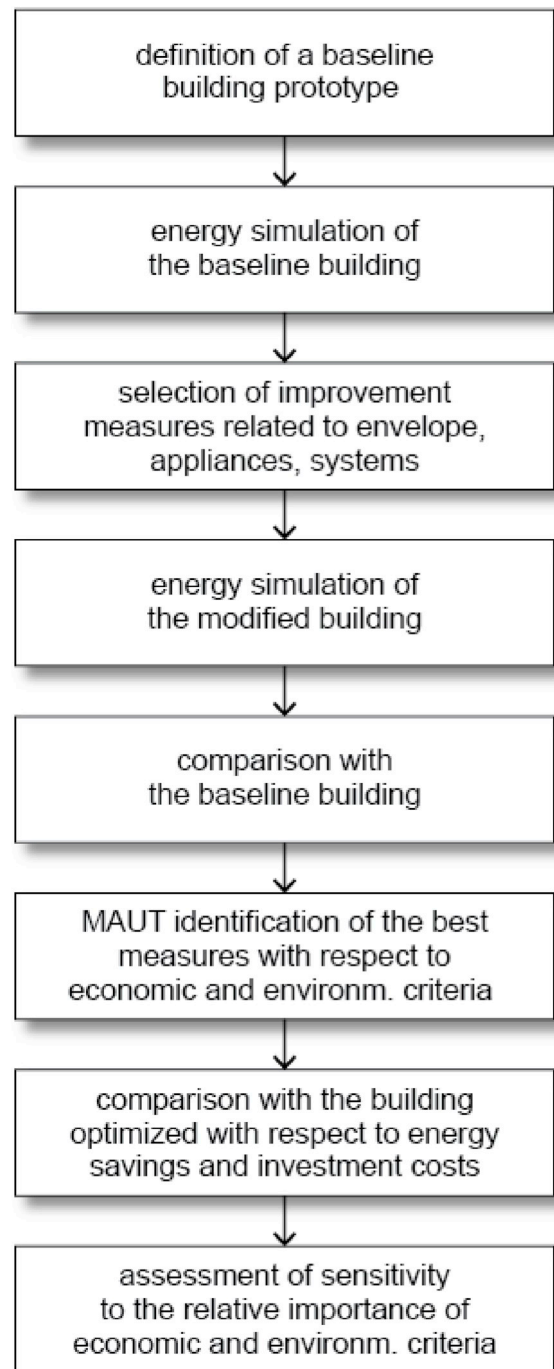 definition of a baseline
building prototype
energy simulation of
the baseline building
selection of improvement
measures related to envelope,
appliances, systems
energy simulation of
the modified building
comparison with
the baseline building
MAUT identification of the best
measures with respect to
economic and environm. criteria
comparison with the building
optimized with respect to energy
savings and investment costs
assessment of sensitivity
to the relative importance of
economic and environm. criteria